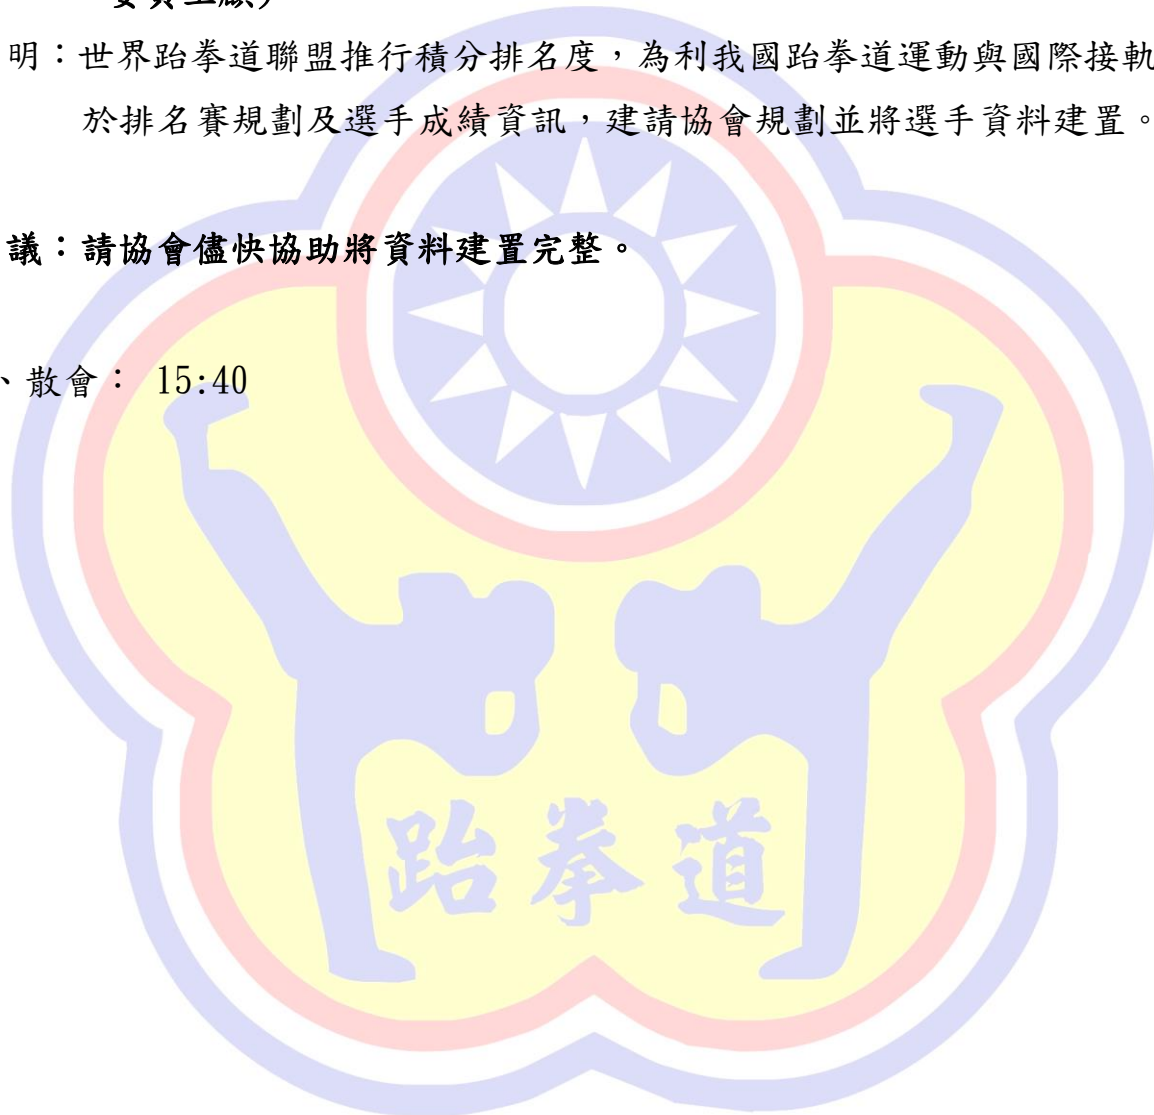 明：世界跆拳道聯盟推行積分排名度，為利我國跆拳道運動與國際接軌
於排名賽規劃及選手成績資訊，建請協會規劃並將選手資料建置。
議：請協會儘快協助將資料建置完整。
、散會： 15:40
跆拳道